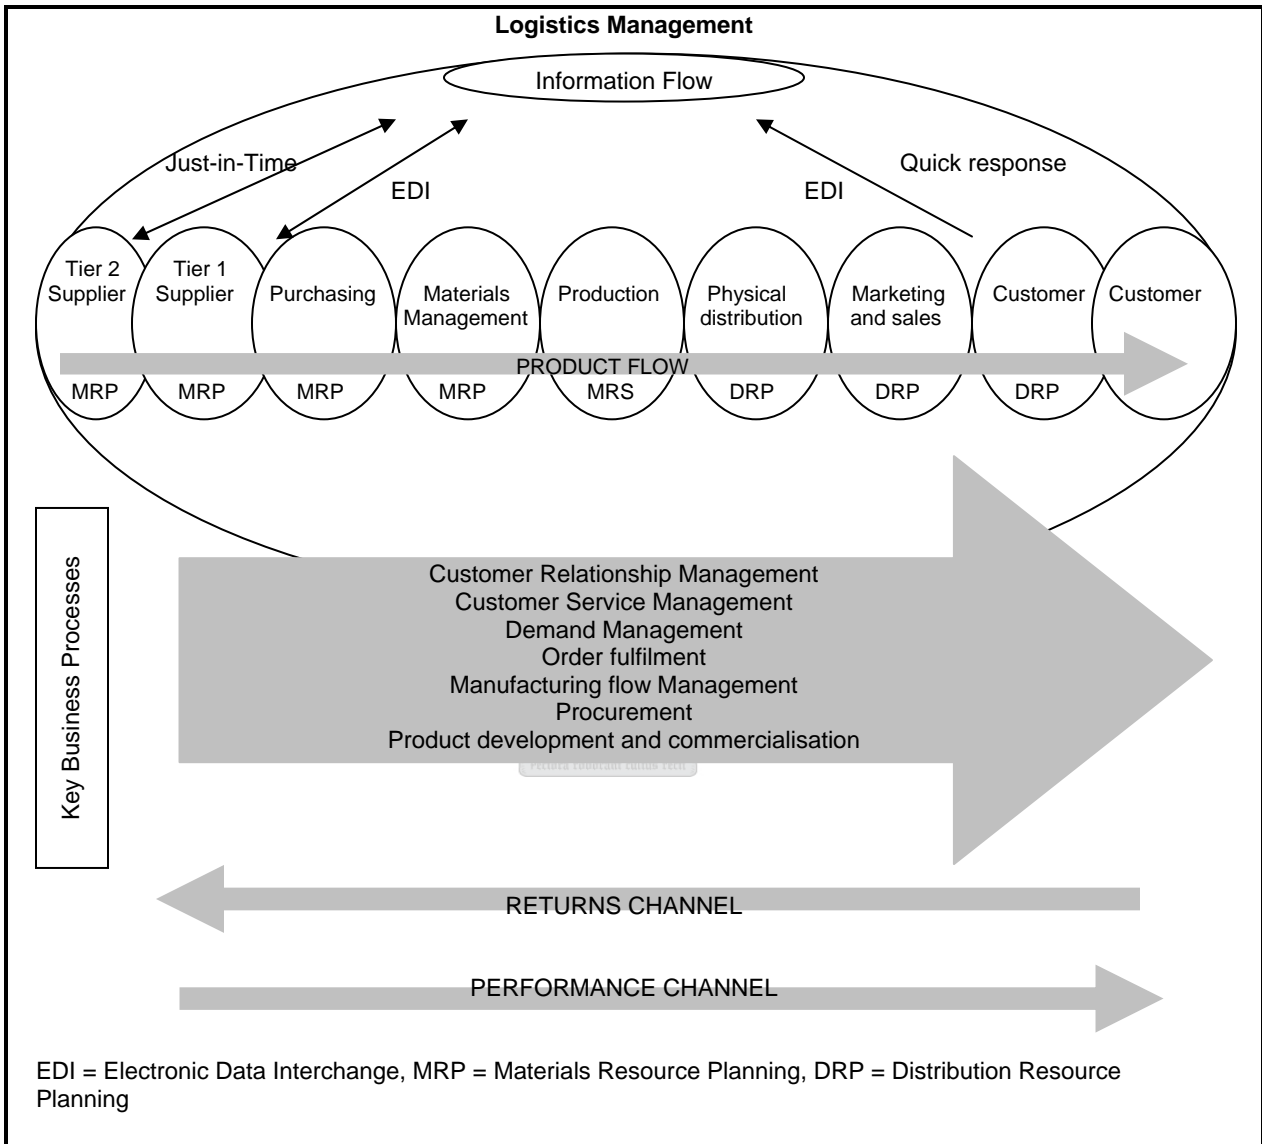 Logistics Management
Information Flow
Just-in-Time
Quick response
EDI
EDI
Tier 2
Supplier
Tier 1
Supplier
Purchasing
Materials
Management
Production
Physical
distribution
Marketing
and sales
Customer
Customer
PRODUCT FLOW
MRP
MRP
MRP
MRP
MRS
DRP
DRP
DRP
Key Business Processes
Customer Relationship Management
Customer Service Management
Demand Management
Order fulfilment
Manufacturing flow Management
Procurement
Product development and commercialisation
RETURNS CHANNEL
PERFORMANCE CHANNEL
EDI = Electronic Data Interchange, MRP = Materials Resource Planning, DRP = Distribution Resource
Planning